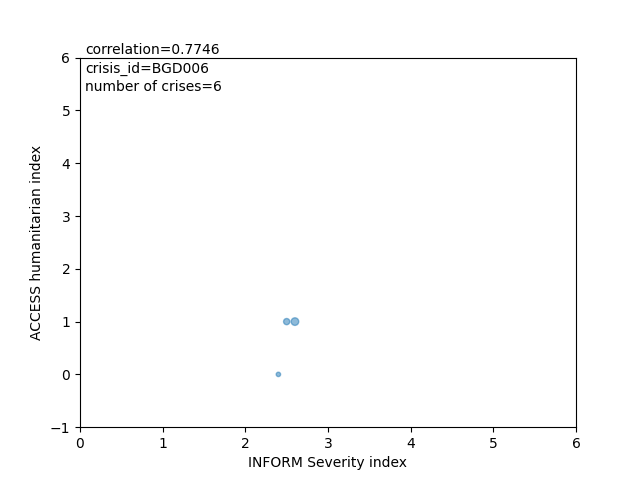 correlation=0.7746
crisis_id=BGD006
number of crises=6
6
5
4
3
2
1
0
−1
ACCESS humanitarian index
0 1 2 3 4 5 6
INFORM Severity index